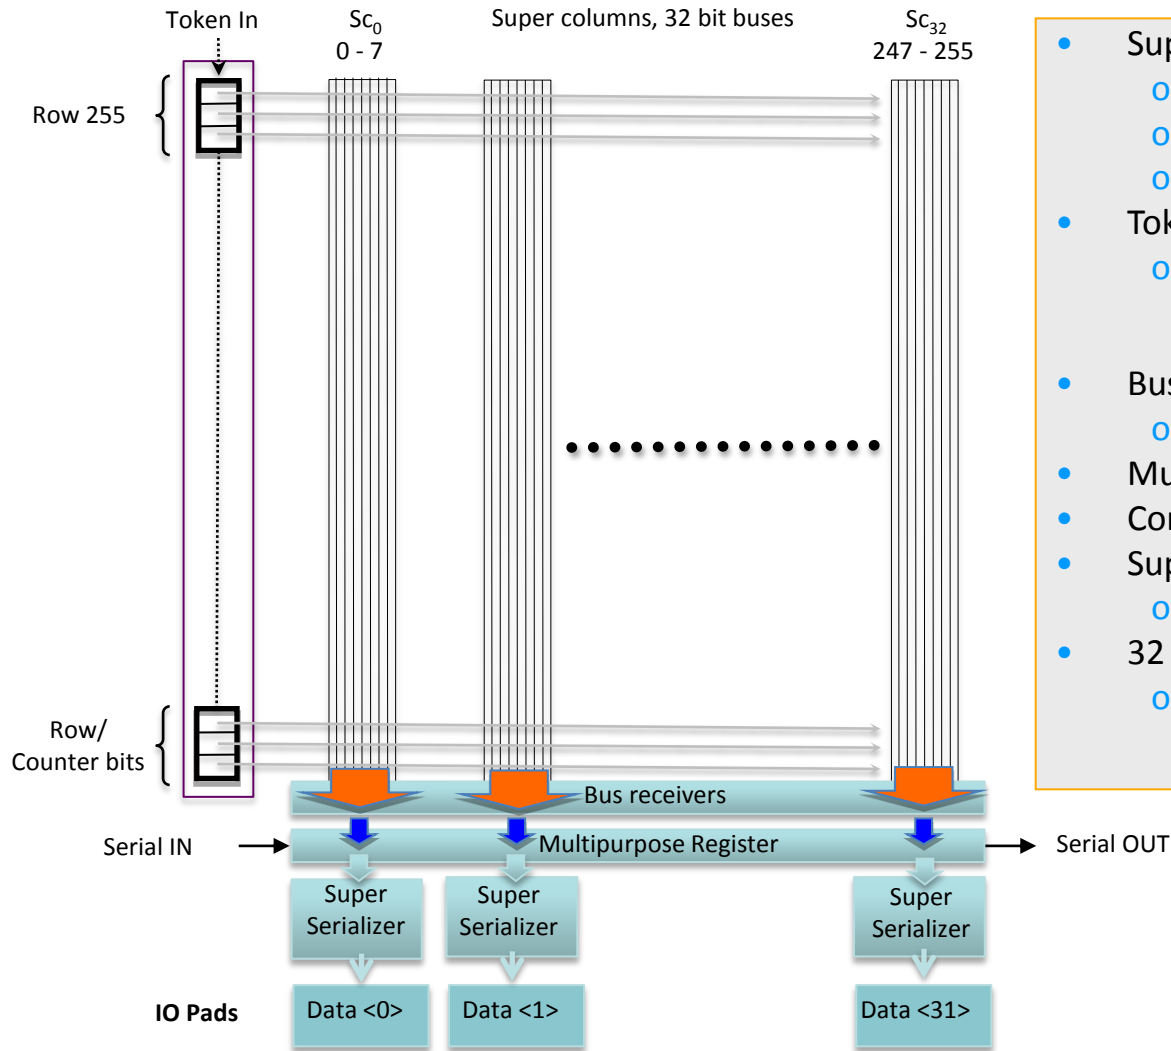 Token In
Sc0
0 - 7
Super columns, 32 bit buses
Sc32
247 - 255
Row 255
Row/
Counter bits
Bus receivers
Serial IN
Multipurpose Register
Serial OUT
Super
Serializer
Super
Serializer
Super
Serializer
IO Pads
Data <0>
Data <1>
Data <31>
• Sup
o
o
o
• Tok
o
• Bus
o
• Mu
• Cor
• Sup
o
• 32
o